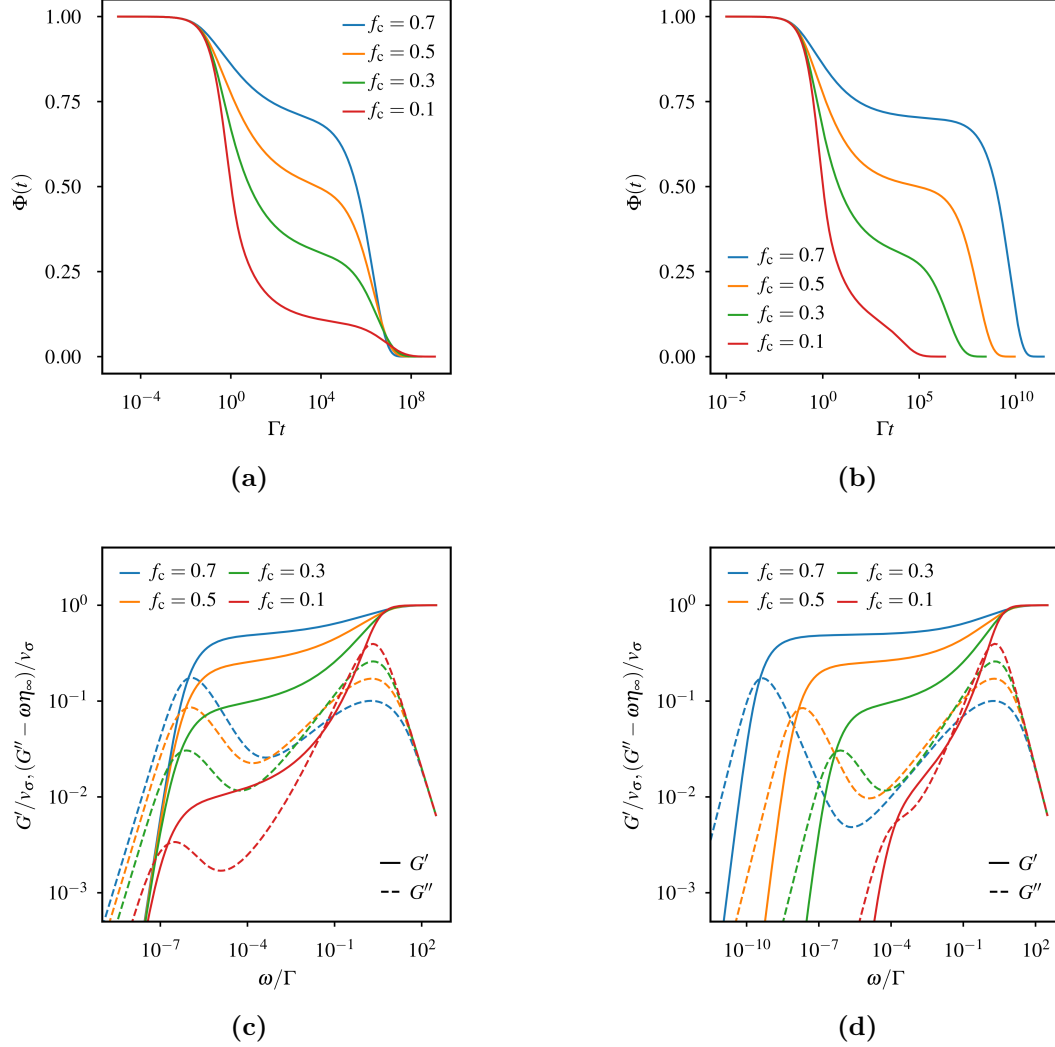 1.00
0.75
0.50
0.25
0.00
Φ(t)
f_c = 0.7
f_c = 0.5
f_c = 0.3
f_c = 0.1
10^−4 10^0 10^4 10^8
Γt
(a)
1.00
0.75
0.50
0.25
0.00
Φ(t)
f_c = 0.7
f_c = 0.5
f_c = 0.3
f_c = 0.1
10^−5 10^0 10^5 10^10
Γt
(b)
f_c = 0.7 f_c = 0.3
f_c = 0.5 f_c = 0.1
10^0
10^−1
10^−2
10^−3
G′/v_σ, (G″ − ωη_∞)/v_σ
G′
G″
10^−7 10^−4 10^−1 10^2
ω/Γ
(c)
f_c = 0.7 f_c = 0.3
f_c = 0.5 f_c = 0.1
10^0
10^−1
10^−2
10^−3
G′/v_σ, (G″ − ωη_∞)/v_σ
G′
G″
10^−10 10^−7 10^−4 10^−1 10^2
ω/Γ
(d)